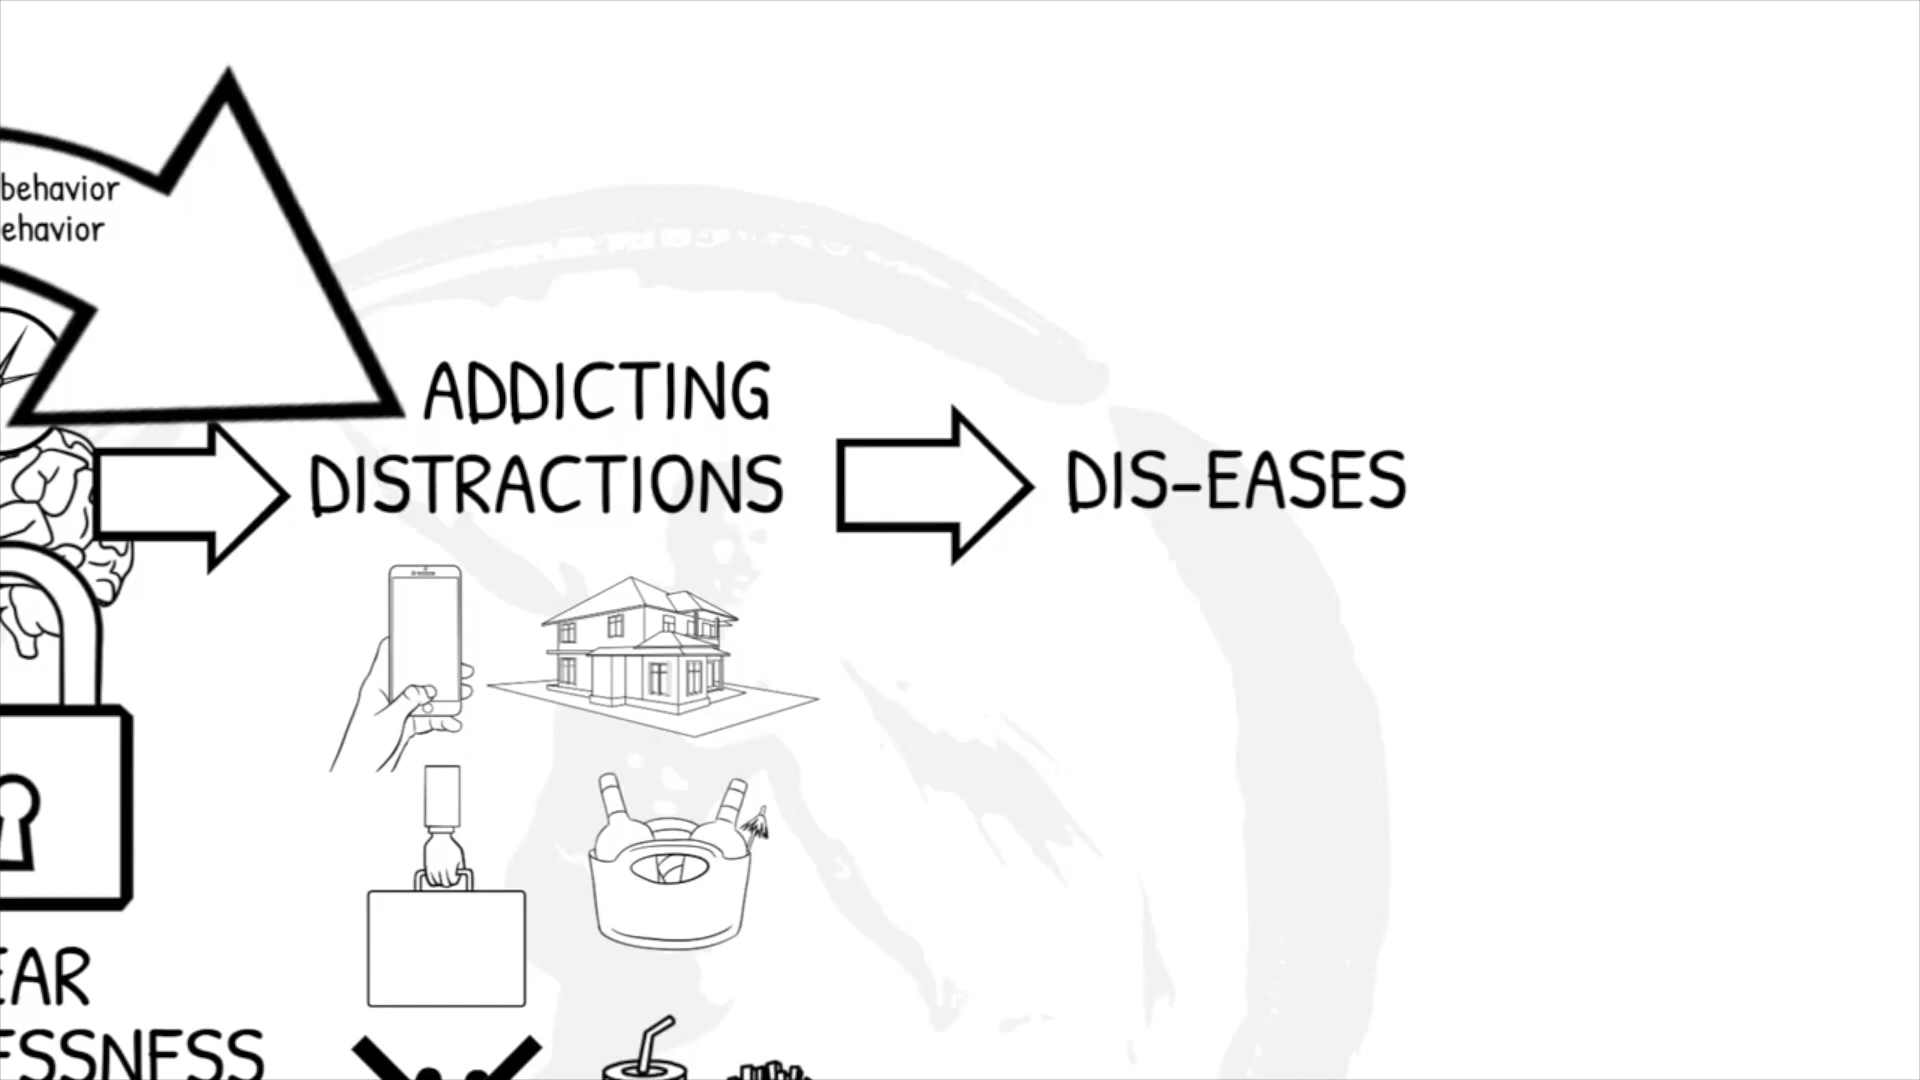 behavior
ehavior
ADDICTING
DISTRACTIONS
DIS-EASES
EAR
ESSNESS